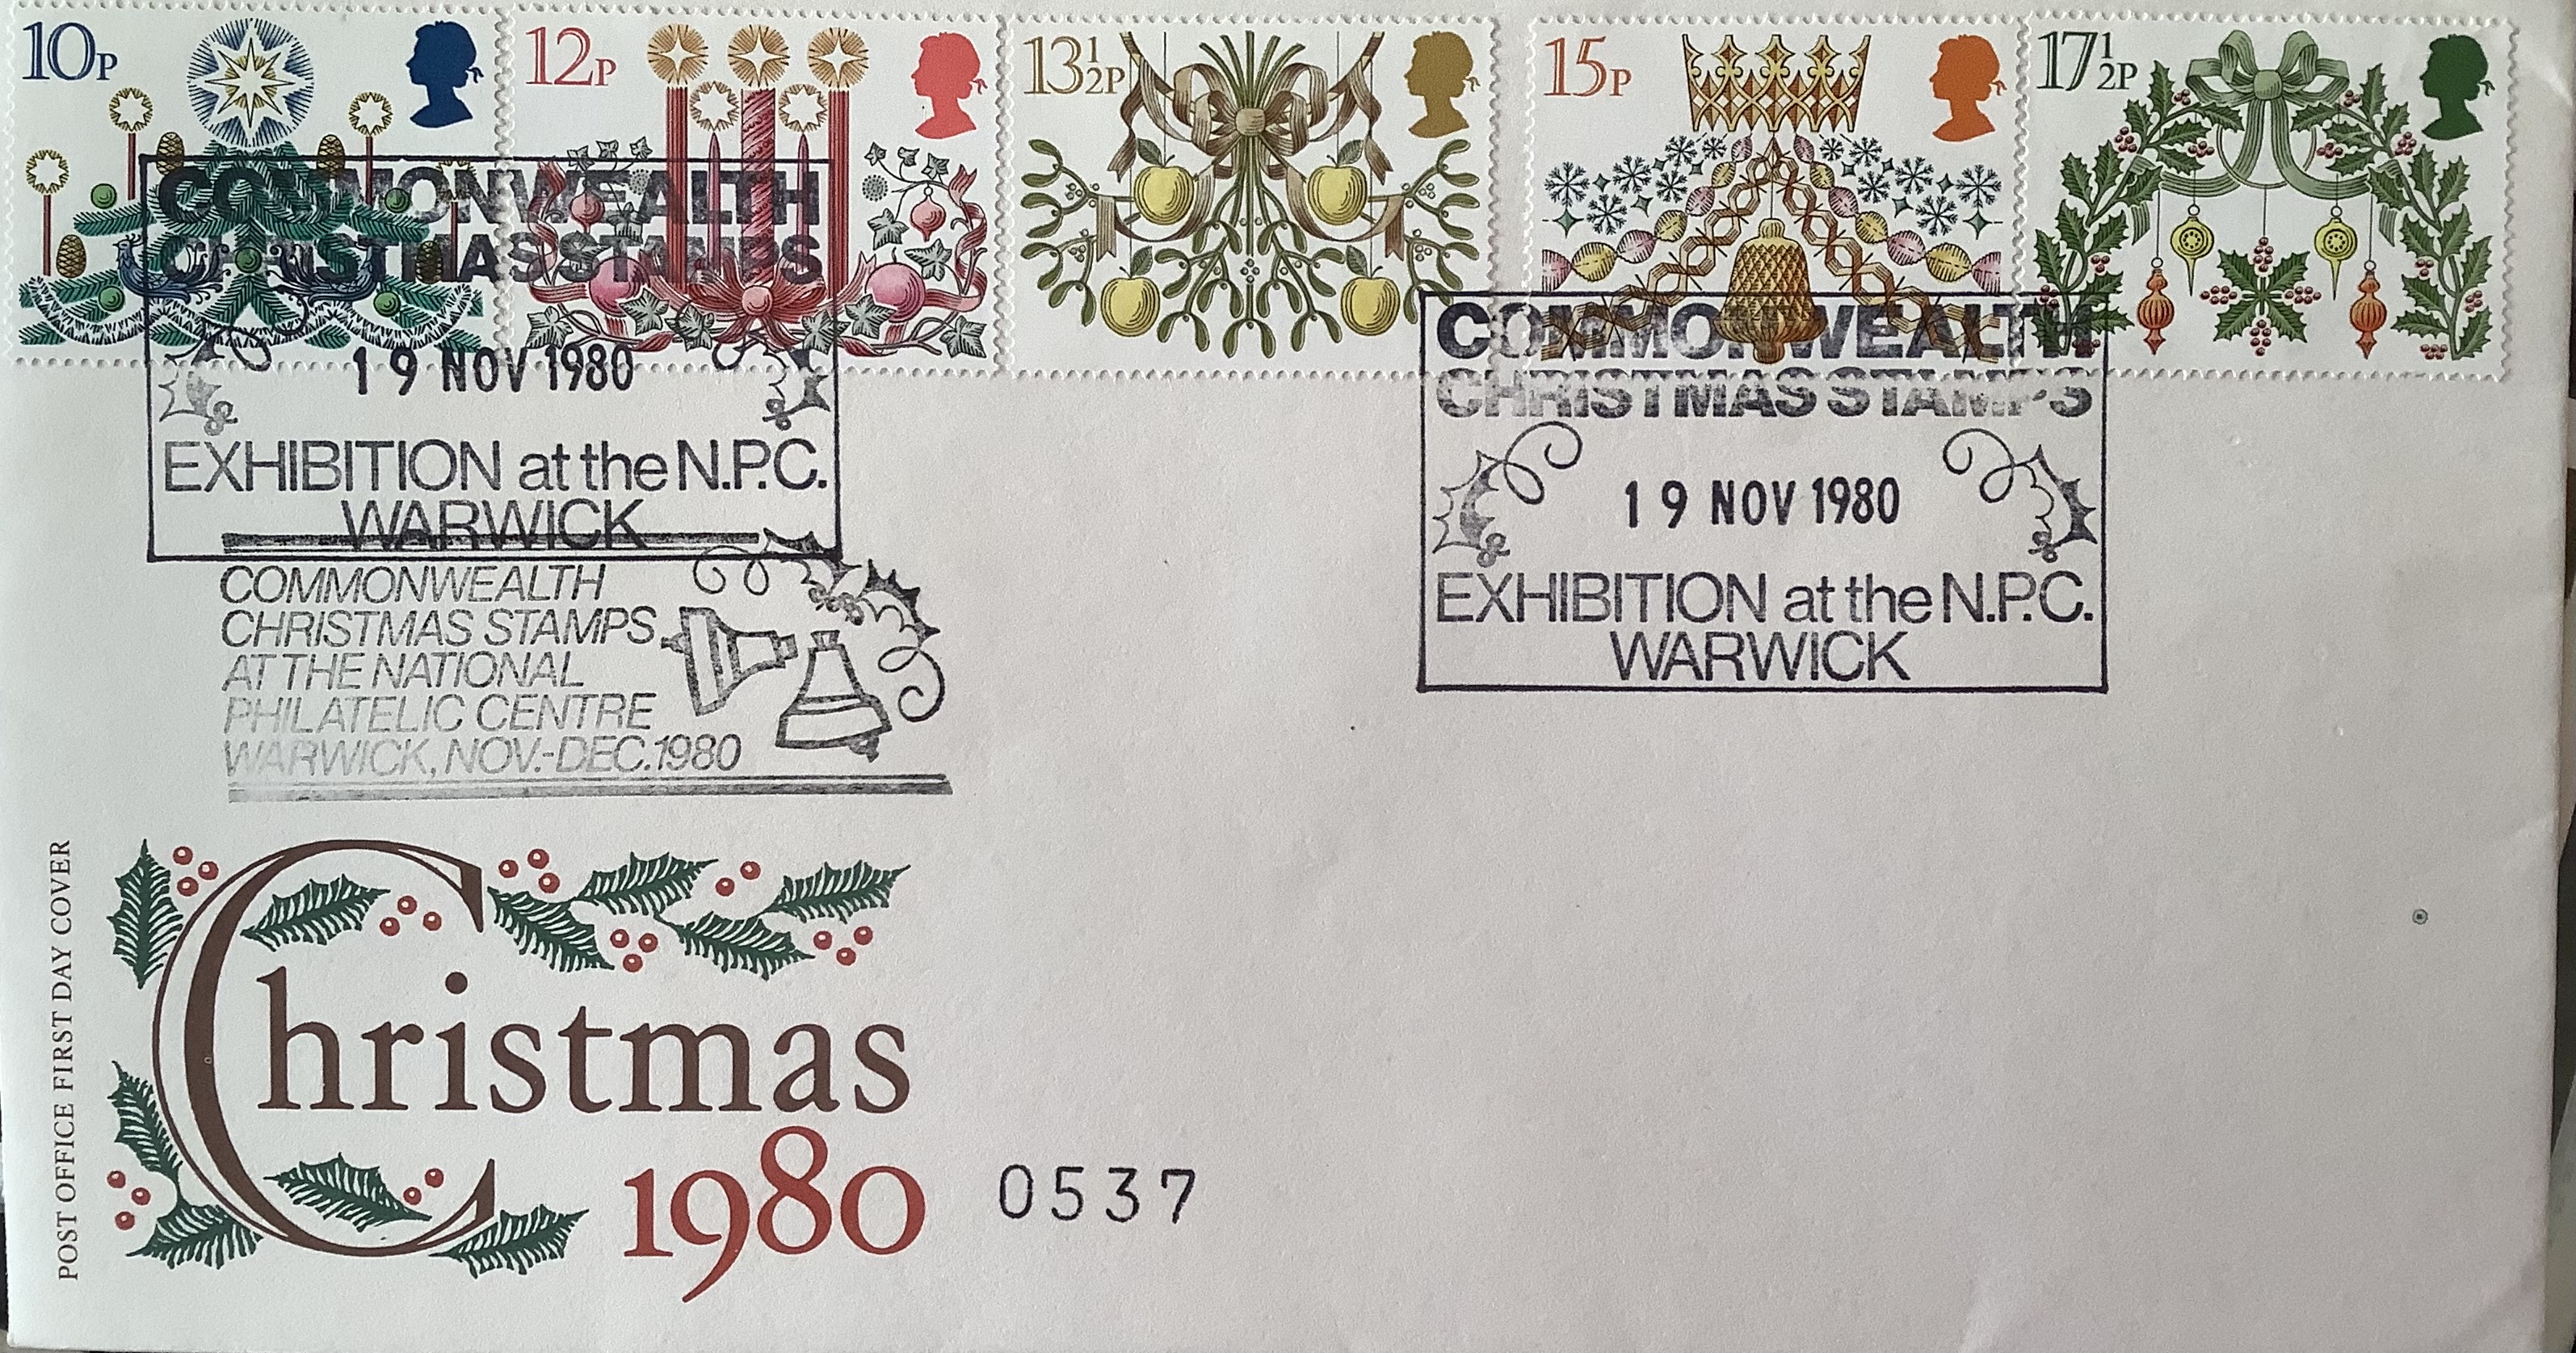 10P
12P
13½P
15P
17½P
COMMONWEALTH
CHRISTMAS STAMPS
19 NOV 1980
EXHIBITION at the N.P.C.
WARWICK
COMMONWEALTH
CHRISTMAS STAMPS
19 NOV 1980
EXHIBITION at the N.P.C.
WARWICK
COMMONWEALTH
CHRISTMAS STAMPS
AT THE NATIONAL
PHILATELIC CENTRE
WARWICK, NOV.-DEC. 1980
POST OFFICE FIRST DAY COVER
Christmas
1980
0537